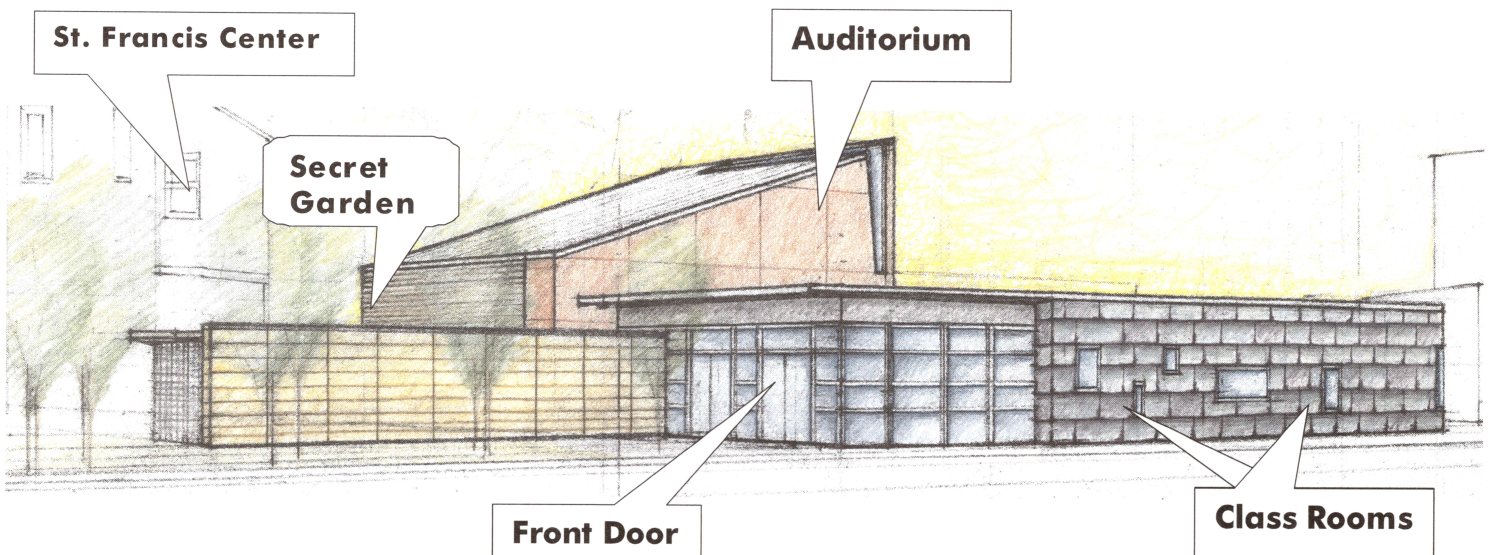 St. Francis Center
Auditorium
Secret
Garden
Front Door
Class Rooms